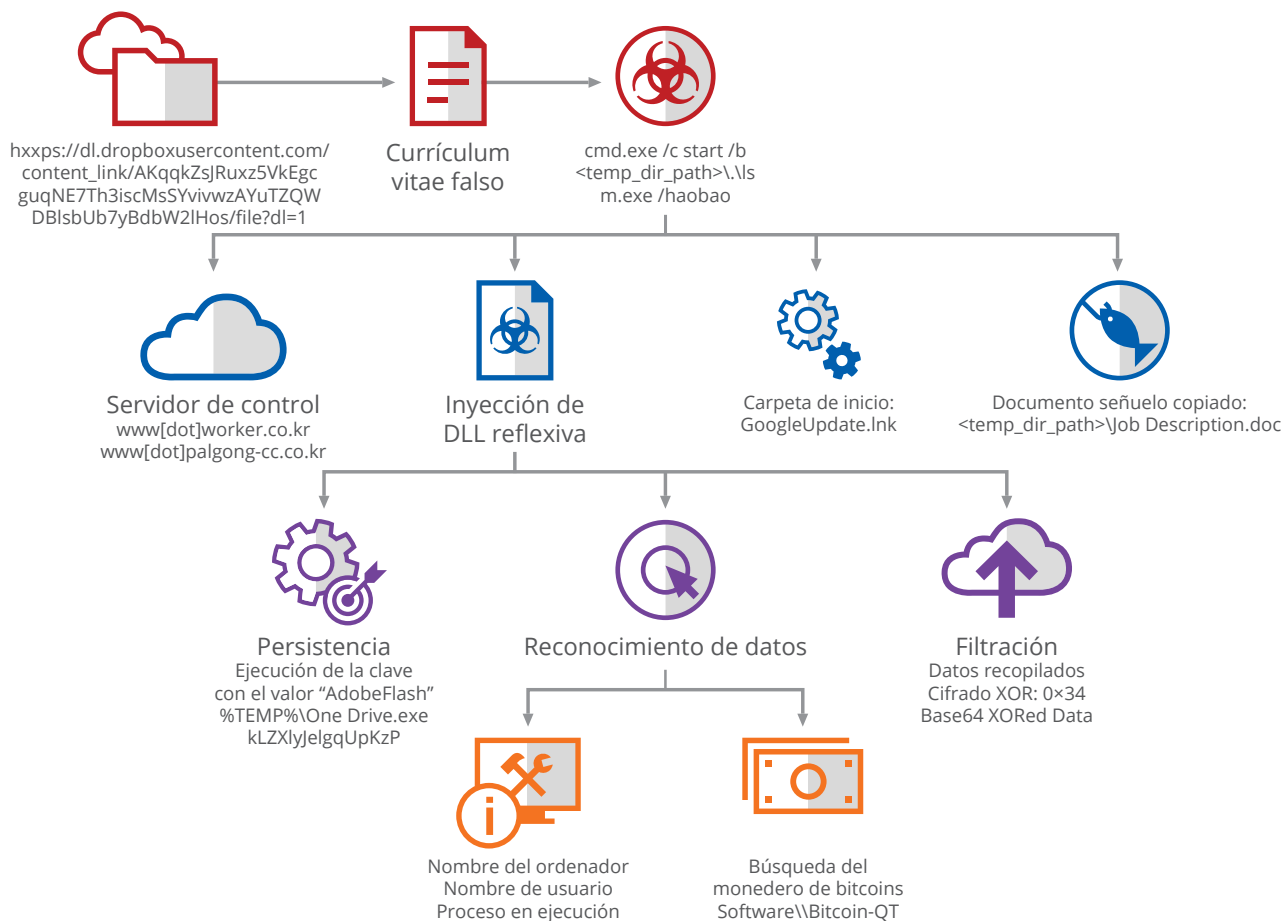 hxxps://dl.dropboxusercontent.com/
content_link/AKqqkZsJRuxz5VkEgc
guqNE7Th3iscMsSYvivwzAYuTZQW
DBlsbUb7yBdbW2lHos/file?dl=1
Currículum
vitae falso
cmd.exe /c start /b
<temp_dir_path>\.\ls
m.exe /haobao
Servidor de control
www[dot]worker.co.kr
www[dot]palgong-cc.co.kr
Inyección de
DLL reflexiva
Carpeta de inicio:
GoogleUpdate.lnk
Documento señuelo copiado:
<temp_dir_path>\Job Description.doc
Persistencia
Ejecución de la clave
con el valor “AdobeFlash”
%TEMP%\One Drive.exe
kLZXlyJelgqUpKzP
Reconocimiento de datos
Filtración
Datos recopilados
Cifrado XOR: 0×34
Base64 XORed Data
Nombre del ordenador
Nombre de usuario
Proceso en ejecución
Búsqueda del
monedero de bitcoins
Software\\Bitcoin-QT